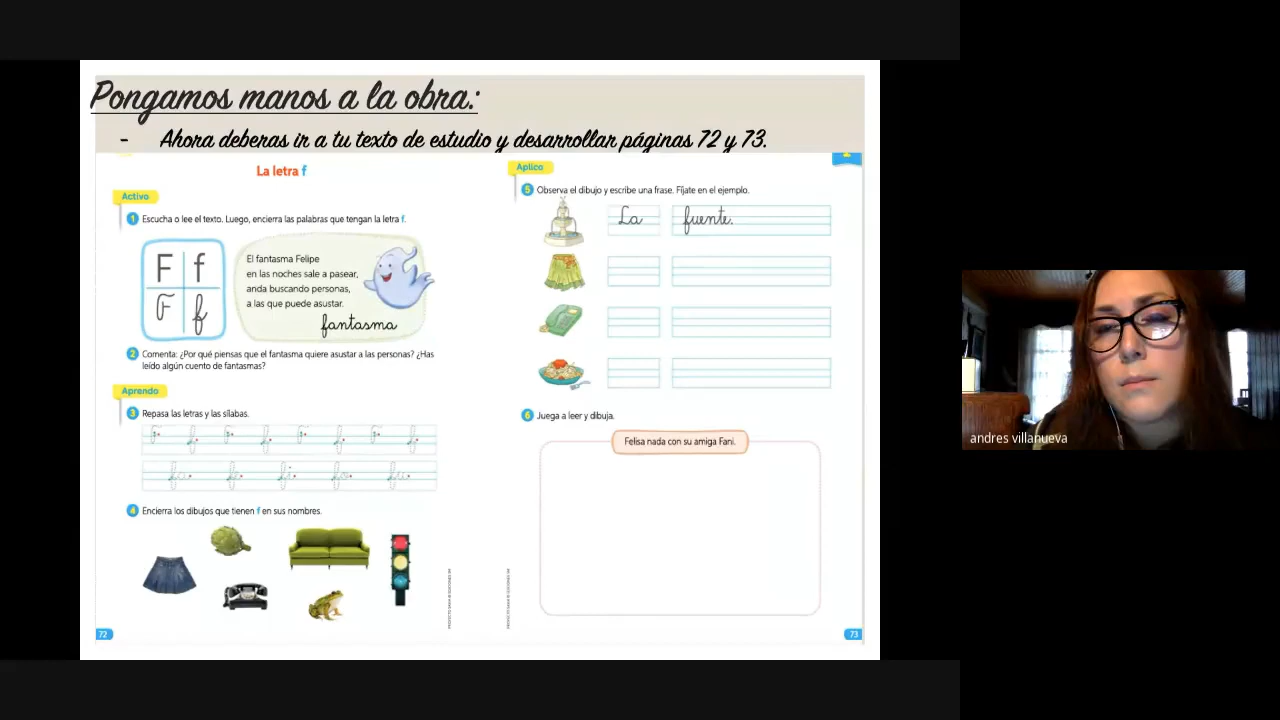 Pongamos manos a la obra:
- Ahora deberas ir a tu texto de estudio y desarrollar páginas 72 y 73.
La letra f
Activo
1 Escucha o lee el texto. Luego, encierra las palabras que tengan la letra f.
F f
F f
El fantasma Felipe
en las noches sale a pasear,
anda buscando personas,
a las que puede asustar.
fantasma
2 Comenta: ¿Por qué piensas que el fantasma quiere asustar a las personas? ¿Has
leído algún cuento de fantasmas?
Aprendo
3 Repasa las letras y las sílabas.
F f F f F f F f
fa fe fi fo fu
4 Encierra los dibujos que tienen f en sus nombres.
72
Aplico
5 Observa el dibujo y escribe una frase. Fíjate en el ejemplo.
La fuente.
6 Juega a leer y dibuja.
Felisa nada con su amiga Fani.
73
andres villanueva